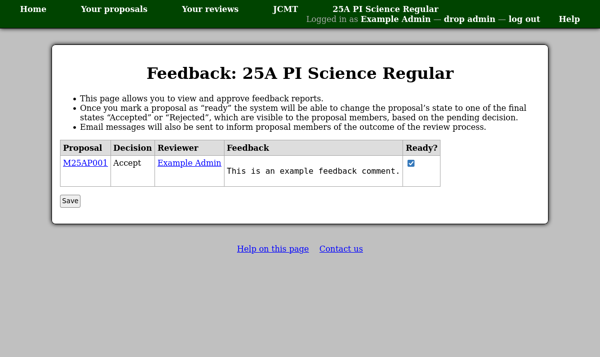 Home Your proposals Your reviews JCMT 25A PI Science Regular
Logged in as Example Admin — drop admin — log out Help
Feedback: 25A PI Science Regular
• This page allows you to view and approve feedback reports.
• Once you mark a proposal as “ready” the system will be able to change the proposal’s state to one of the final
states “Accepted” or “Rejected”, which are visible to the proposal members, based on the pending decision.
• Email messages will also be sent to inform proposal members of the outcome of the review process.
Proposal Decision Reviewer Feedback Ready?
M25AP001 Accept Example Admin
This is an example feedback comment.
Save
Help on this page Contact us